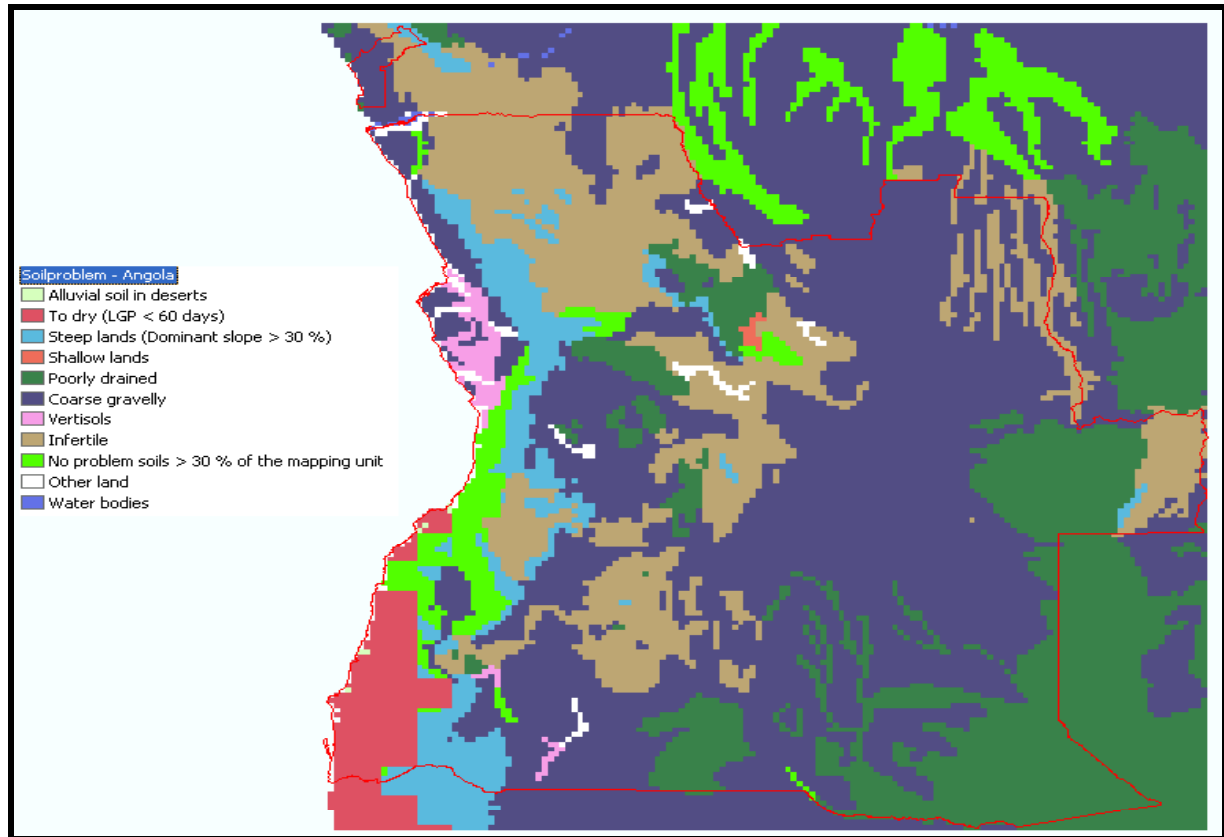 Soilproblem - Angola
Alluvial soil in deserts
To dry (LGP < 60 days)
Steep lands (Dominant slope > 30 %)
Shallow lands
Poorly drained
Coarse gravelly
Vertisols
Infertile
No problem soils > 30 % of the mapping unit
Other land
Water bodies